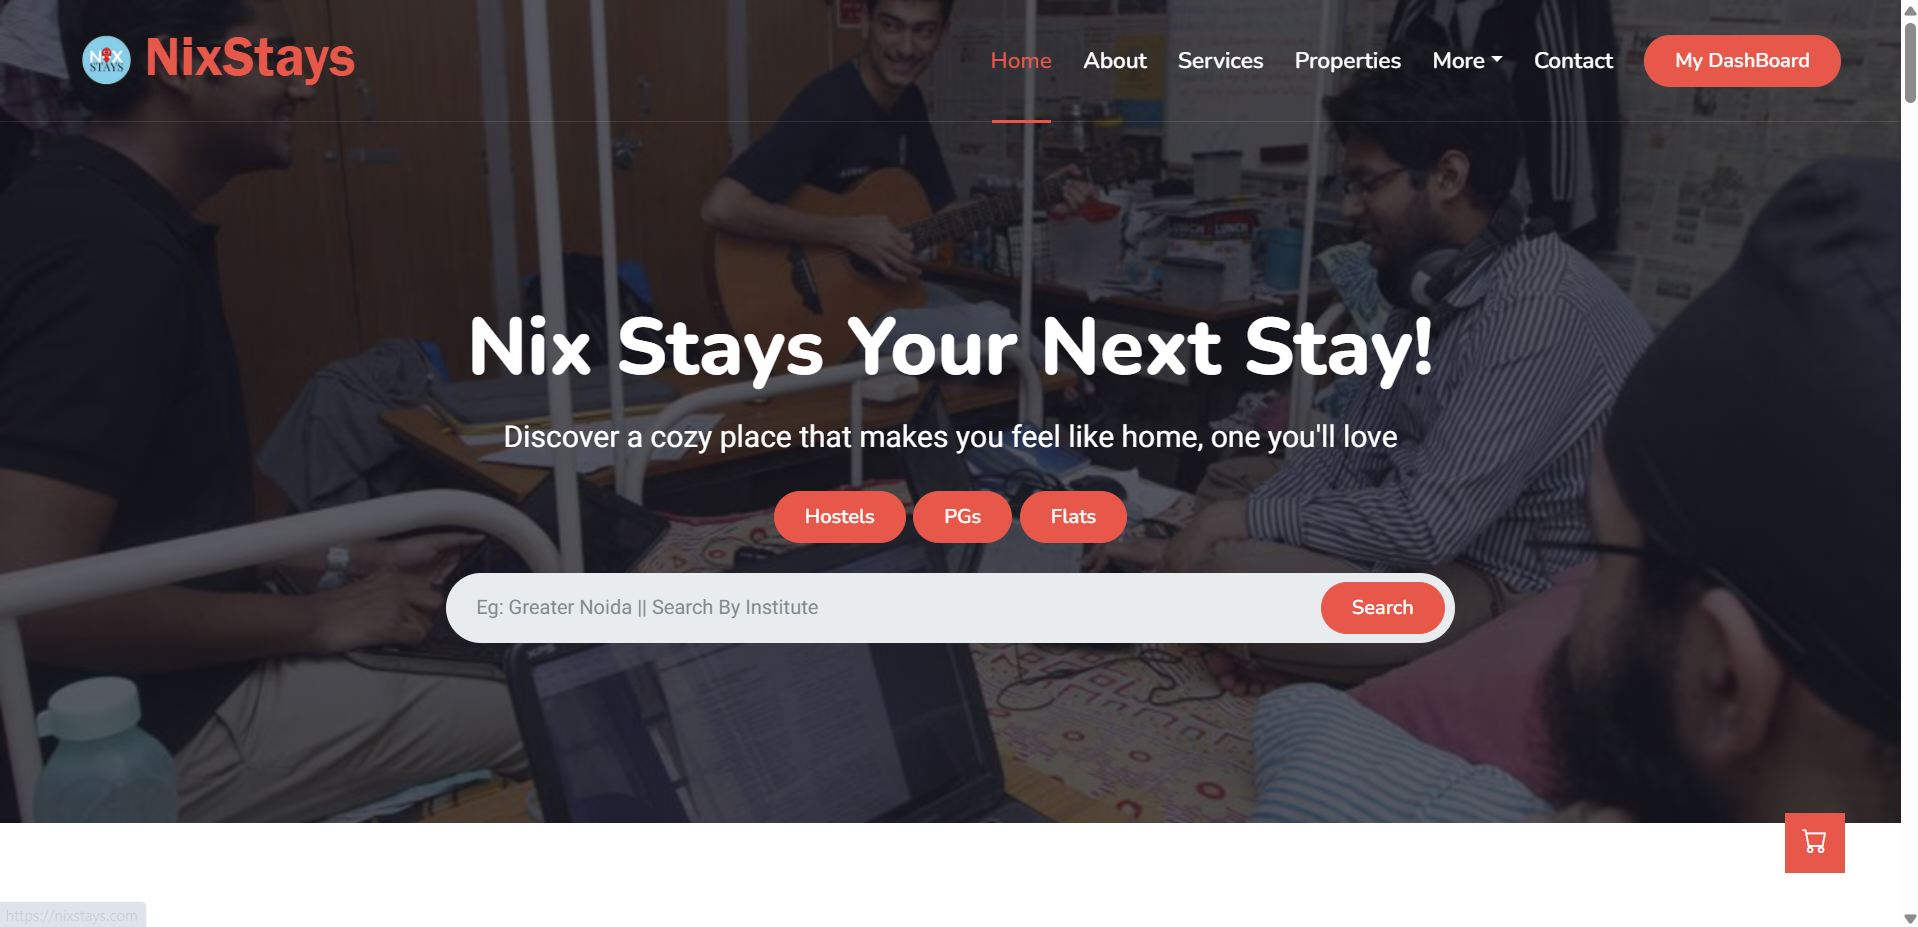 NIX
STAYS
NixStays
Home
About
Services
Properties
More
Contact
My DashBoard
LUNCH LUNCH
Nix Stays Your Next Stay!
Discover a cozy place that makes you feel like home, one you'll love
Hostels
PGs
Flats
Eg: Greater Noida || Search By Institute
Search
https://nixstays.com